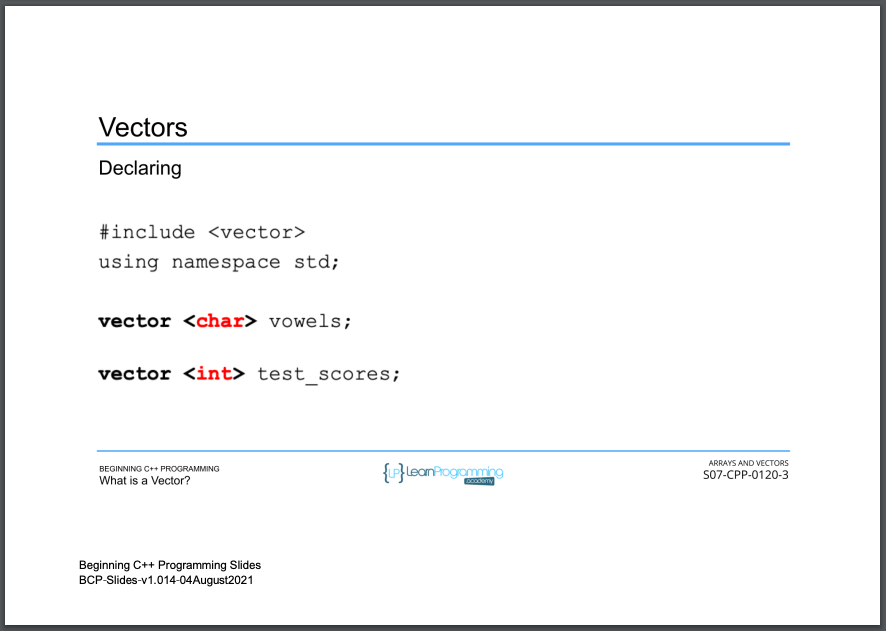 Vectors
Declaring
#include <vector>
using namespace std;
vector <char> vowels;
vector <int> test_scores;
BEGINNING C++ PROGRAMMING
What is a Vector?
{LP} LearnProgramming
academy
ARRAYS AND VECTORS
S07-CPP-0120-3
Beginning C++ Programming Slides
BCP-Slides-v1.014-04August2021